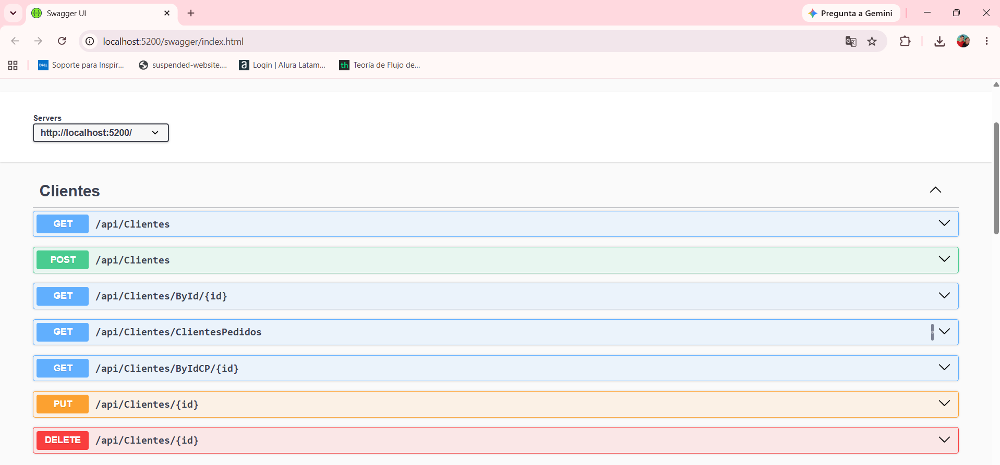 Swagger UI
Pregunta a Gemini
localhost:5200/swagger/index.html
DELL Soporte para Inspir...
suspended-website....
a Login | Alura Latam...
th Teoría de Flujo de...
Servers
http://localhost:5200/
Clientes
GET /api/Clientes
POST /api/Clientes
GET /api/Clientes/ById/{id}
GET /api/Clientes/ClientesPedidos
GET /api/Clientes/ByIdCP/{id}
PUT /api/Clientes/{id}
DELETE /api/Clientes/{id}